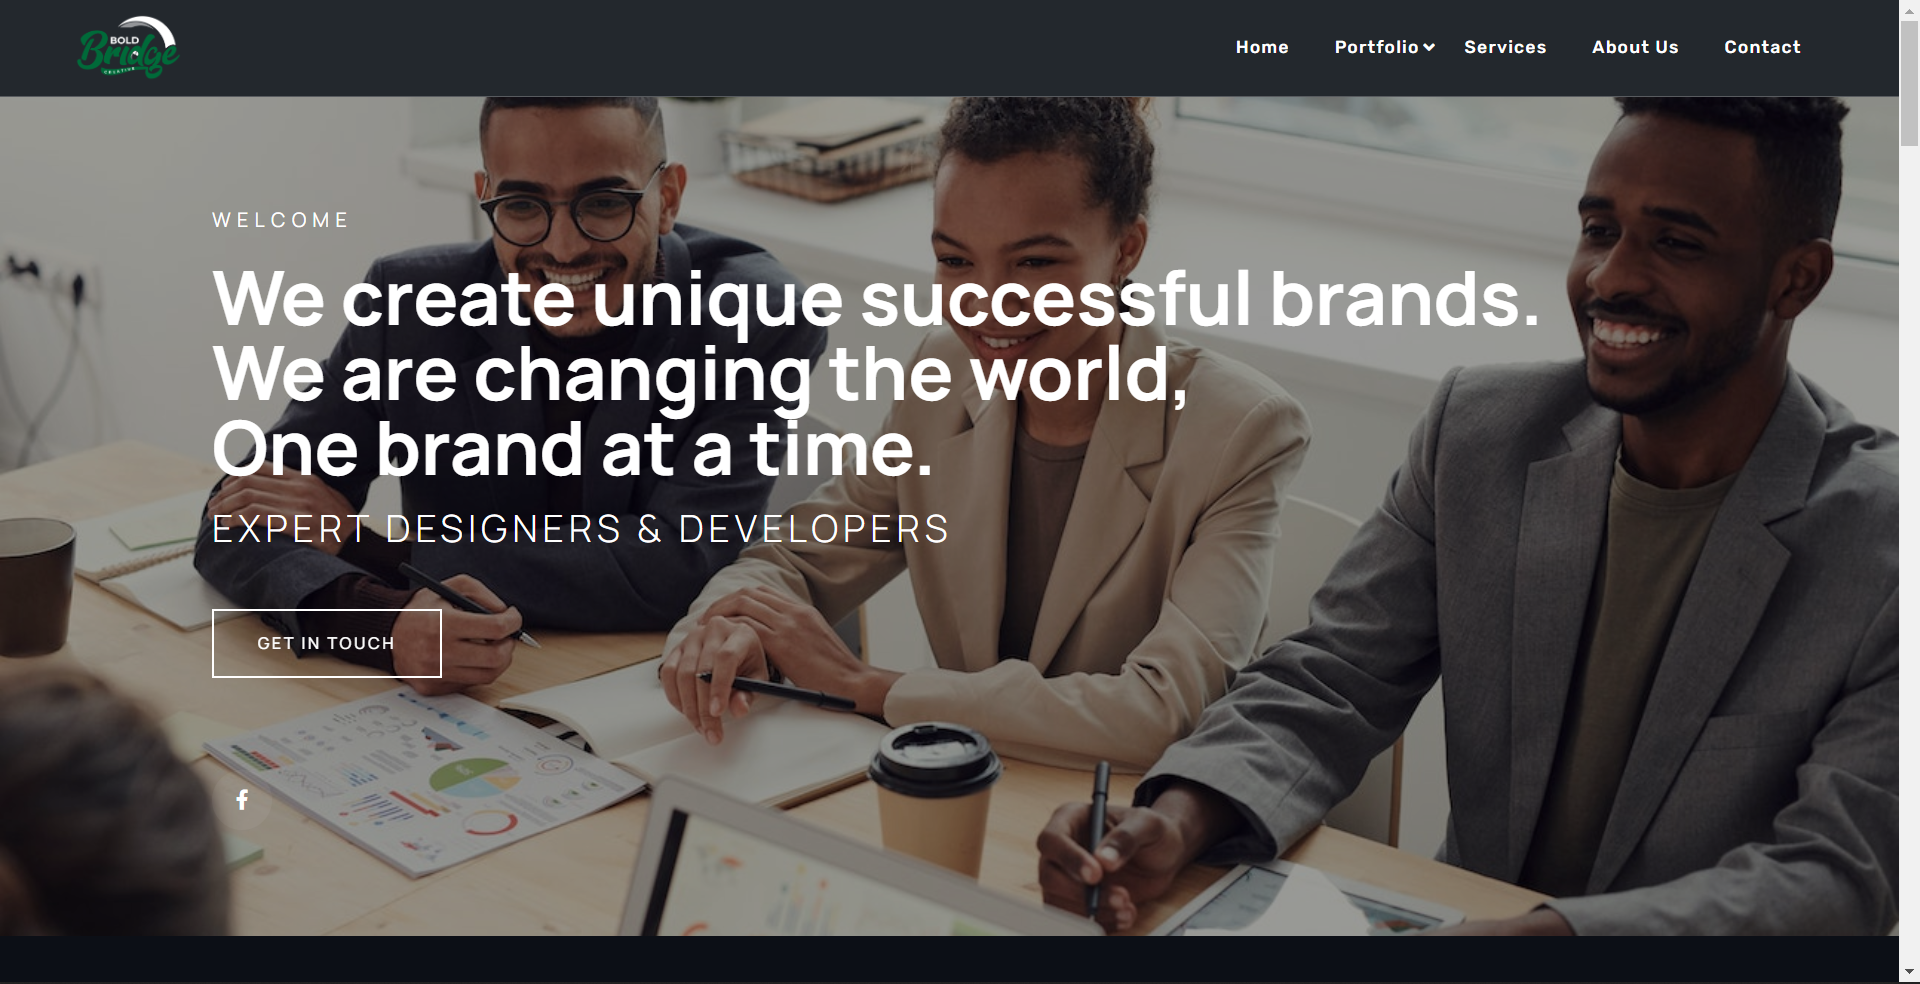 BOLD
Bridge
CREATIVE
Home Portfolio Services About Us Contact
WELCOME
We create unique successful brands.
We are changing the world,
One brand at a time.
EXPERT DESIGNERS & DEVELOPERS
GET IN TOUCH